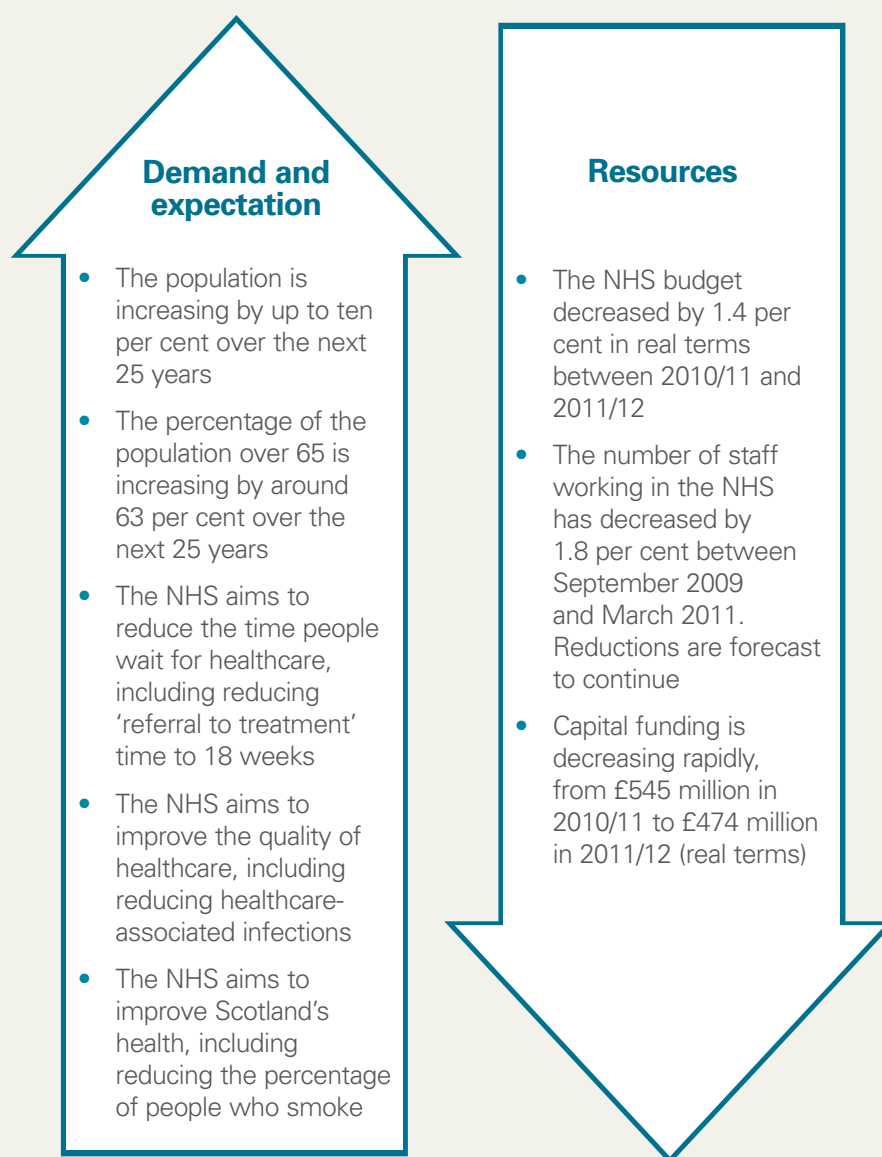 Demand and
expectation
• The population is
increasing by up to ten
per cent over the next
25 years
• The percentage of the
population over 65 is
increasing by around
63 per cent over the
next 25 years
• The NHS aims to
reduce the time people
wait for healthcare,
including reducing
‘referral to treatment’
time to 18 weeks
• The NHS aims to
improve the quality of
healthcare, including
reducing healthcare-
associated infections
• The NHS aims to
improve Scotland’s
health, including
reducing the percentage
of people who smoke
Resources
• The NHS budget
decreased by 1.4 per
cent in real terms
between 2010/11 and
2011/12
• The number of staff
working in the NHS
has decreased by
1.8 per cent between
September 2009
and March 2011.
Reductions are forecast
to continue
• Capital funding is
decreasing rapidly,
from £545 million in
2010/11 to £474 million
in 2011/12 (real terms)